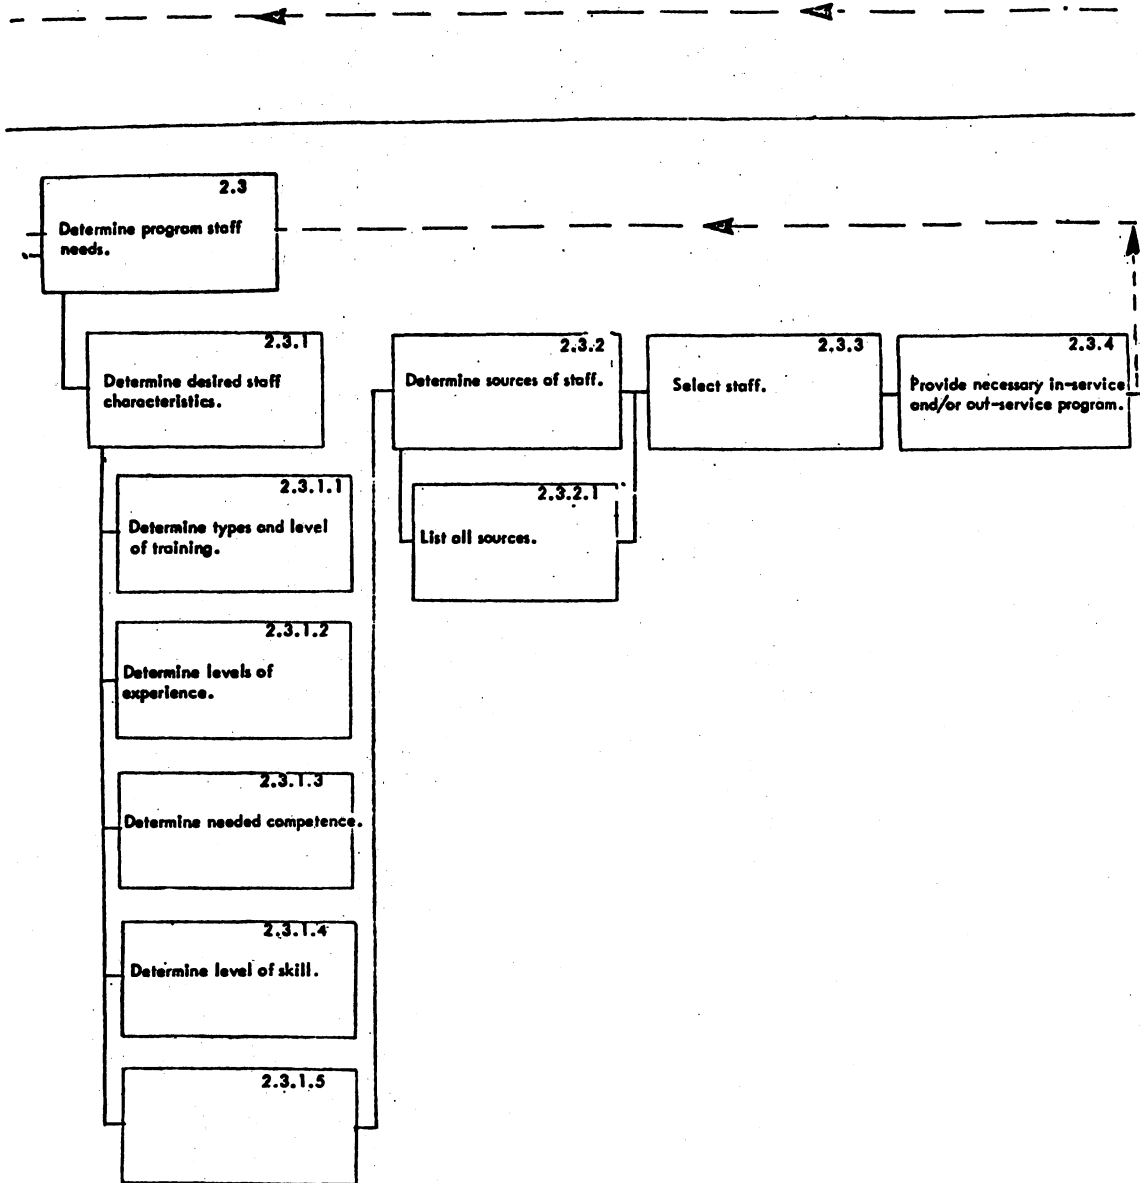 2.3
Determine program staff
needs.
2.3.1
Determine desired staff
characteristics.
2.3.1.1
Determine types and level
of training.
2.3.1.2
Determine levels of
experience.
2.3.1.3
Determine needed competence.
2.3.1.4
Determine level of skill.
2.3.1.5
2.3.2
Determine sources of staff.
2.3.2.1
List all sources.
2.3.3
Select staff.
2.3.4
Provide necessary in-service
and/or out-service program.